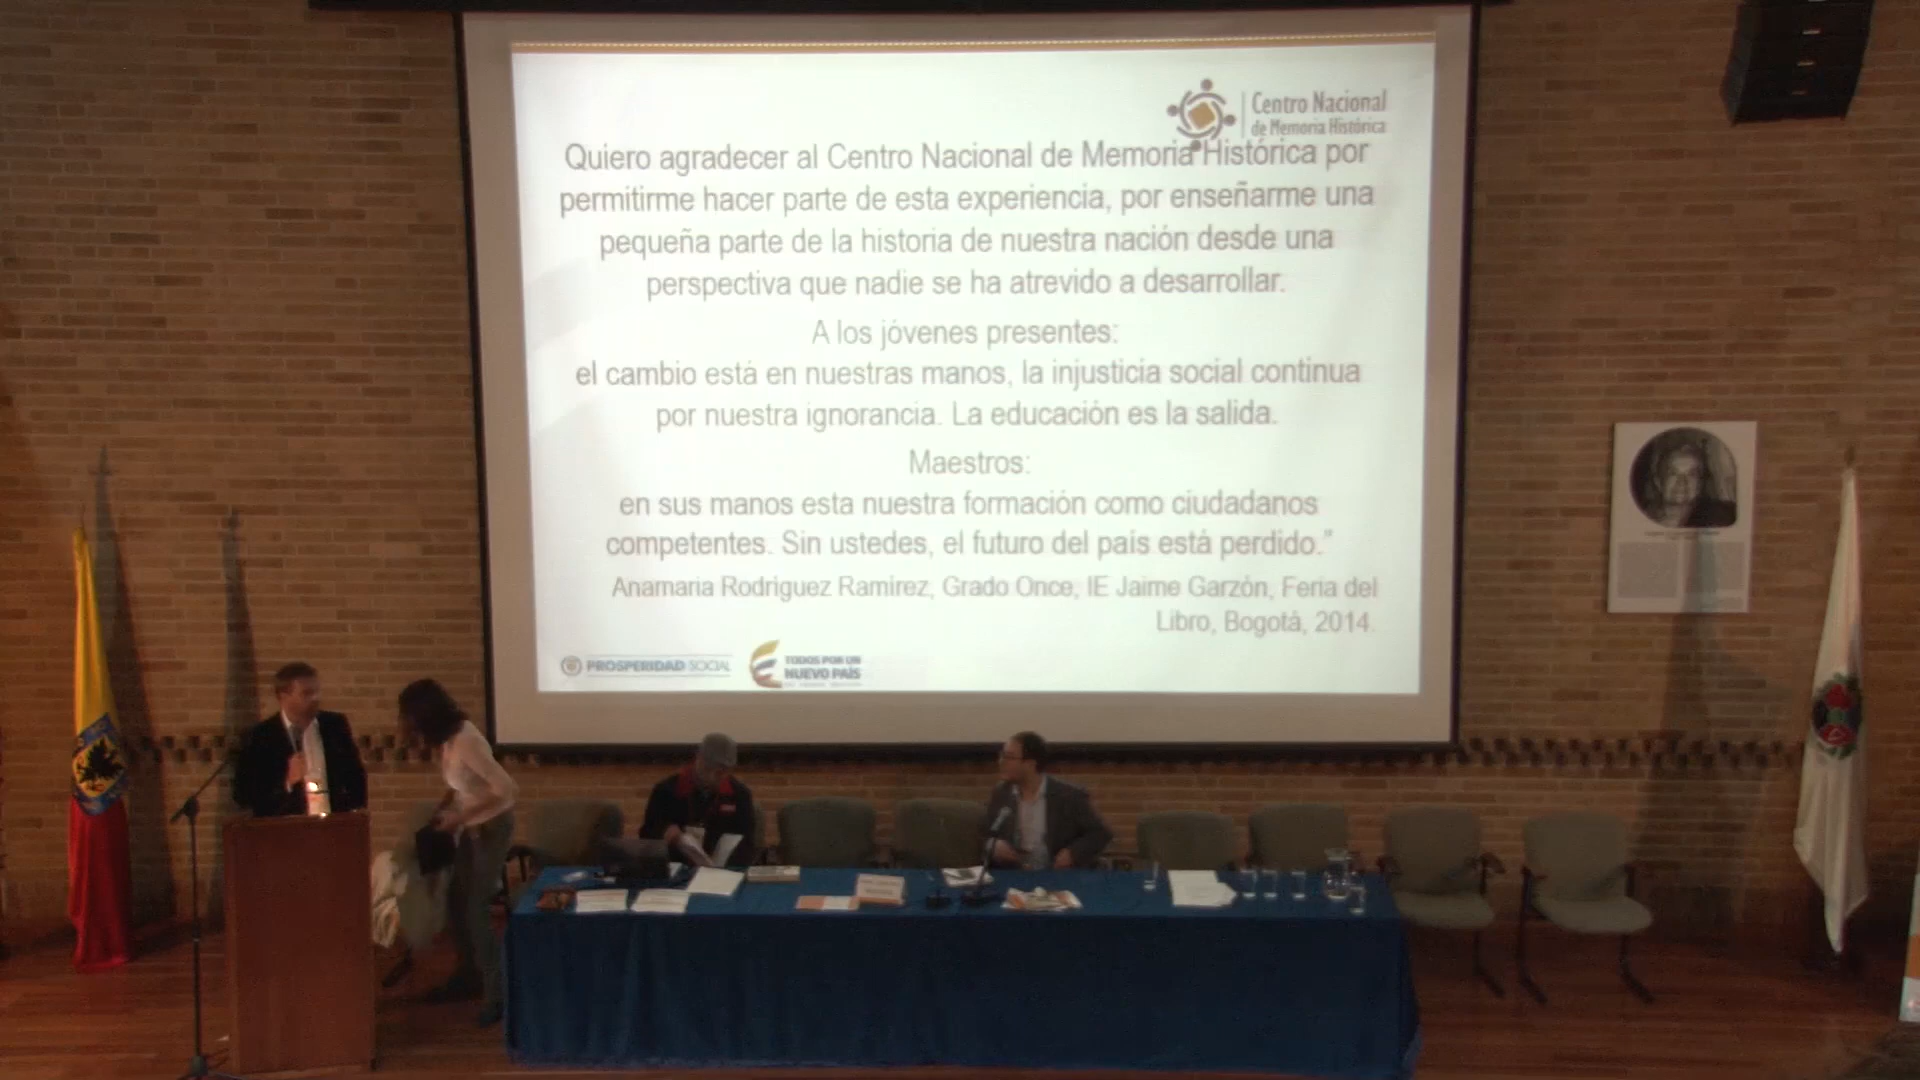 Centro Nacional
de Memoria Histórica
Quiero agradecer al Centro Nacional de Memoria Histórica por
permitirme hacer parte de esta experiencia, por enseñarme una
pequeña parte de la historia de nuestra nación desde una
perspectiva que nadie se ha atrevido a desarrollar.
A los jóvenes presentes:
el cambio está en nuestras manos, la injusticia social continua
por nuestra ignorancia. La educación es la salida.
Maestros:
en sus manos esta nuestra formación como ciudadanos
competentes. Sin ustedes, el futuro del país está perdido."
Anamaria Rodriguez Ramirez, Grado Once, IE Jaime Garzón, Feria del
Libro, Bogotá, 2014.
PROSPERIDAD SOCIAL
TODOS POR UN
NUEVO PAÍS